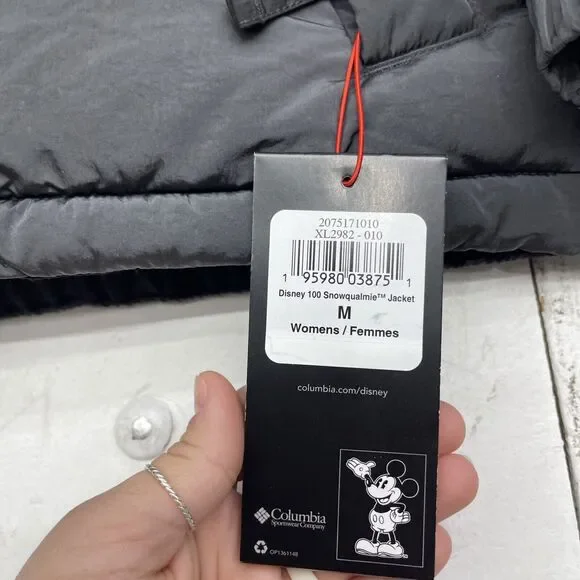 2075171010
XL2982 - 010
1 95980 03875 1
Disney 100 Snowqualmie™ Jacket
M
Womens / Femmes
columbia.com/disney
Columbia
Sportswear Company
OP1361148